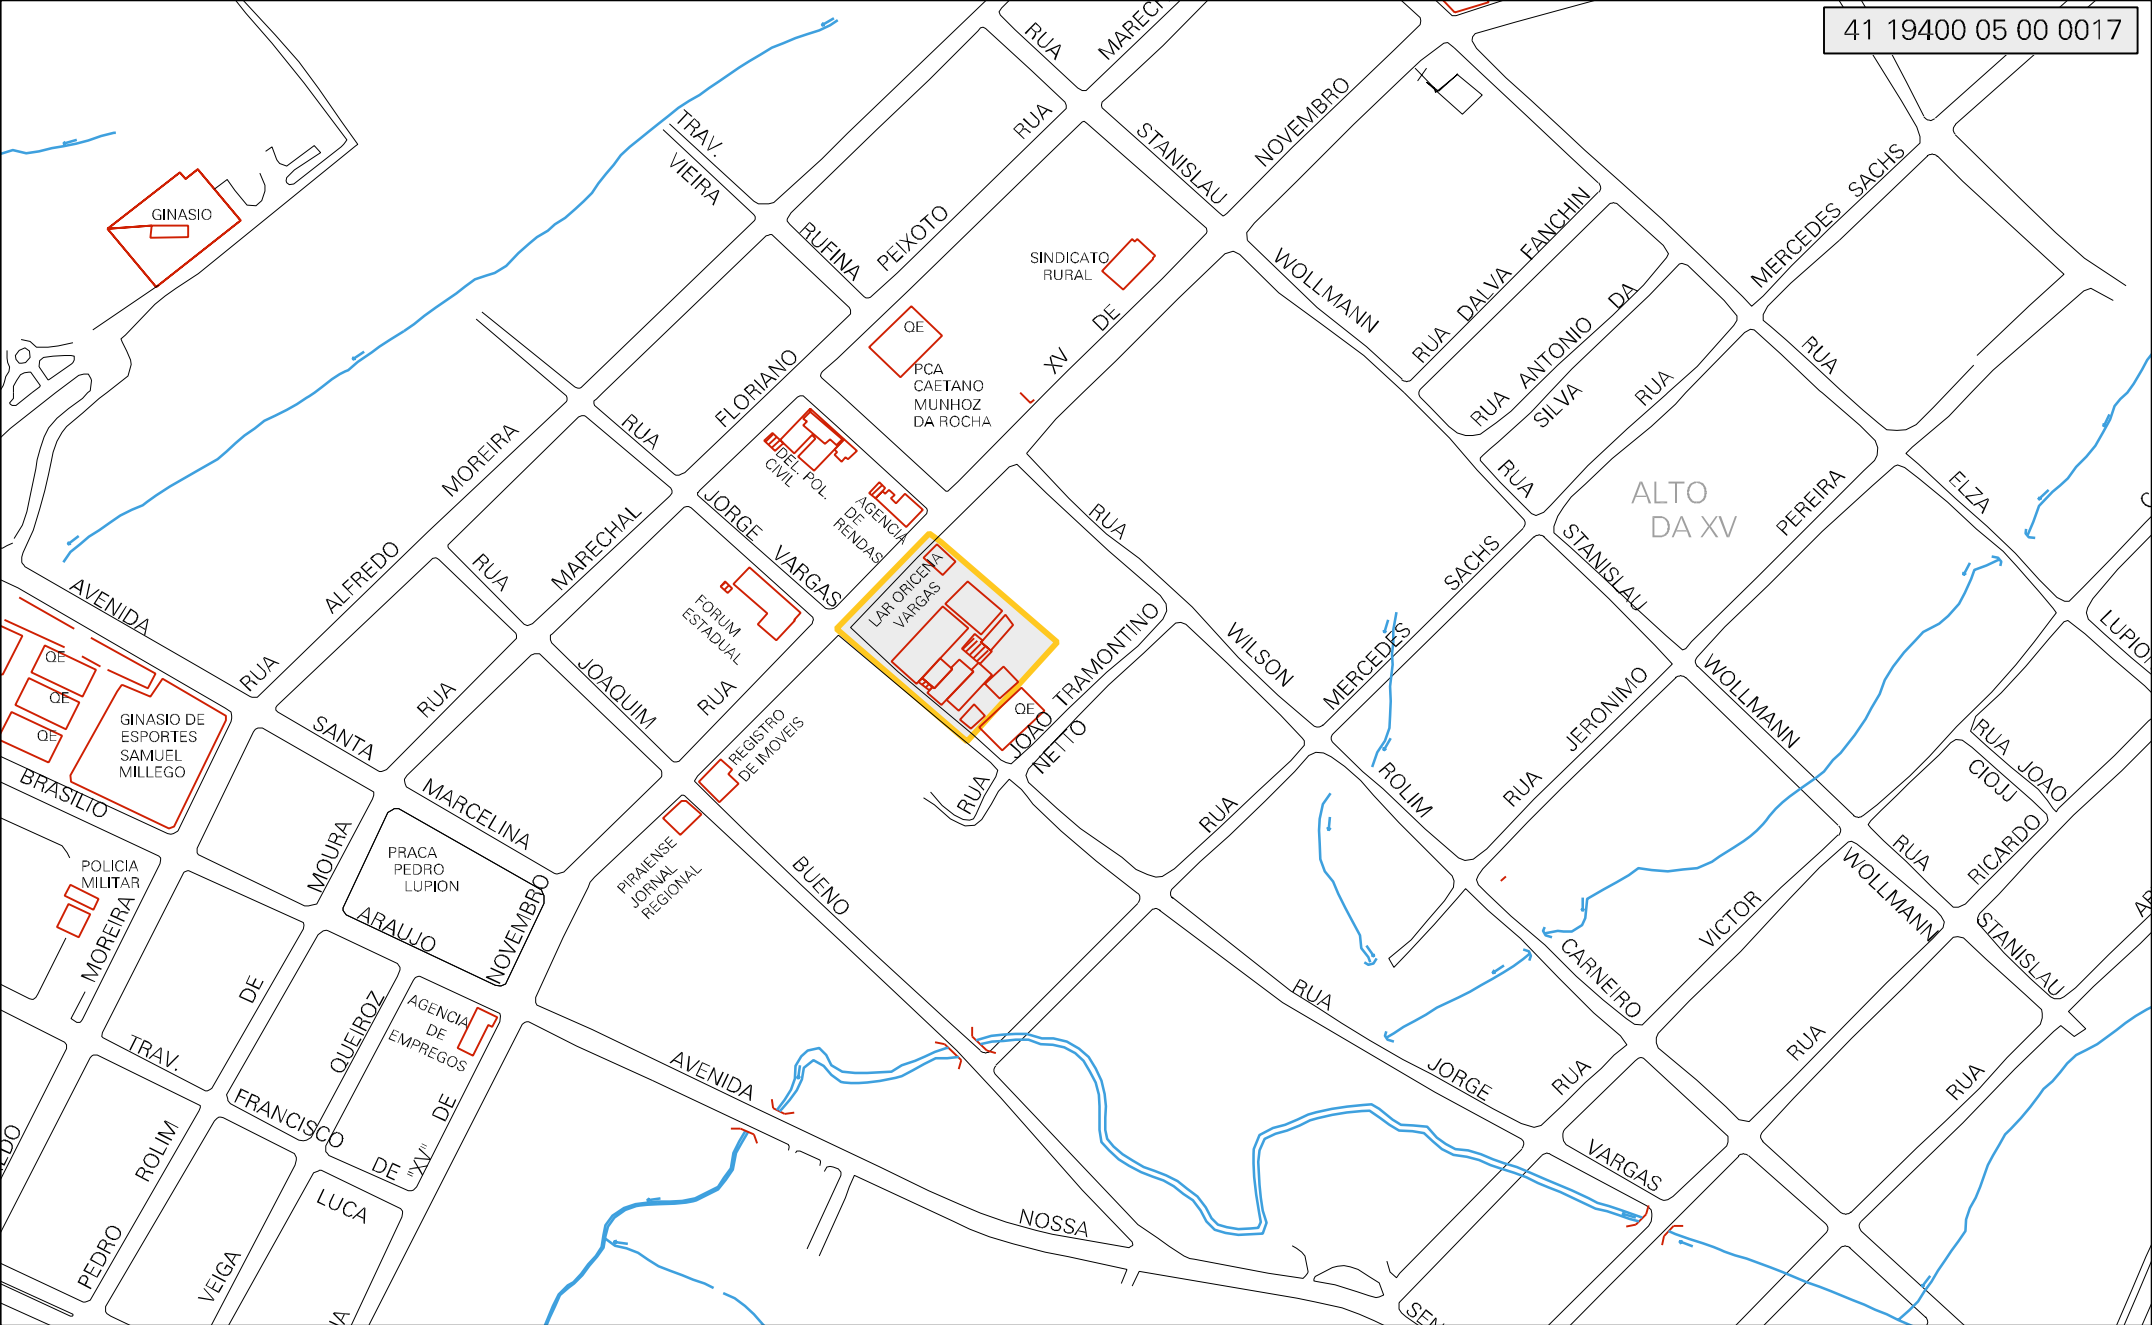 41 19400 05 00 0017
RUA
TRAV.
VIEIRA
RUA
STANISLAU
NOVEMBRO
MERCEDES SACHS
GINASIO
RUFINA
PEIXOTO
SINDICATO
RURAL
WOLLMANN
RUA DALVA FANCHIN
RUA ANTONIO DA
SILVA
RUA
RUA
QE
PCA
CAETANO
MUNHOZ
DA ROCHA
XV DE
FLORIANO
RUA
MOREIRA
DEL. POL.
CIVIL
AGENCIA
DE
RENDAS
JORGE VARGAS
MARECHAL
RUA
ALFREDO
RUA
RUA
ALTO
DA XV
RUA
STANISLAU
PEREIRA
ELZA
AVENIDA
FORUM
ESTADUAL
LAR ORICENA
VARGAS
JOAO TRAMONTINO
NETTO
QE
RUA
WILSON
MERCEDES SACHS
QE
QE
QE
GINASIO DE
ESPORTES
SAMUEL
MILLEGO
BRASILIO
SANTA
RUA
JOAQUIM
RUA
REGISTRO
DE IMOVEIS
MARCELINA
PIRAIENSE
JORNAL
REGIONAL
BUENO
RUA
ROLIM
RUA JERONIMO
WOLLMANN
RUA JOAO
CIOJJ
RUA
RICARDO
POLICIA
MILITAR
MOREIRA
MOURA
PRACA
PEDRO
LUPION
ARAUJO
NOVEMBRO
DE
QUEIROZ
AGENCIA
DE
EMPREGOS
TRAV.
FRANCISCO
DE
"XV" DE
AVENIDA
RUA
JORGE
RUA
CARNEIRO
VICTOR
WOLLMANN
STANISLAU
RUA
RUA
VARGAS
ROLIM
PEDRO
LUCA
VEIGA
NOSSA